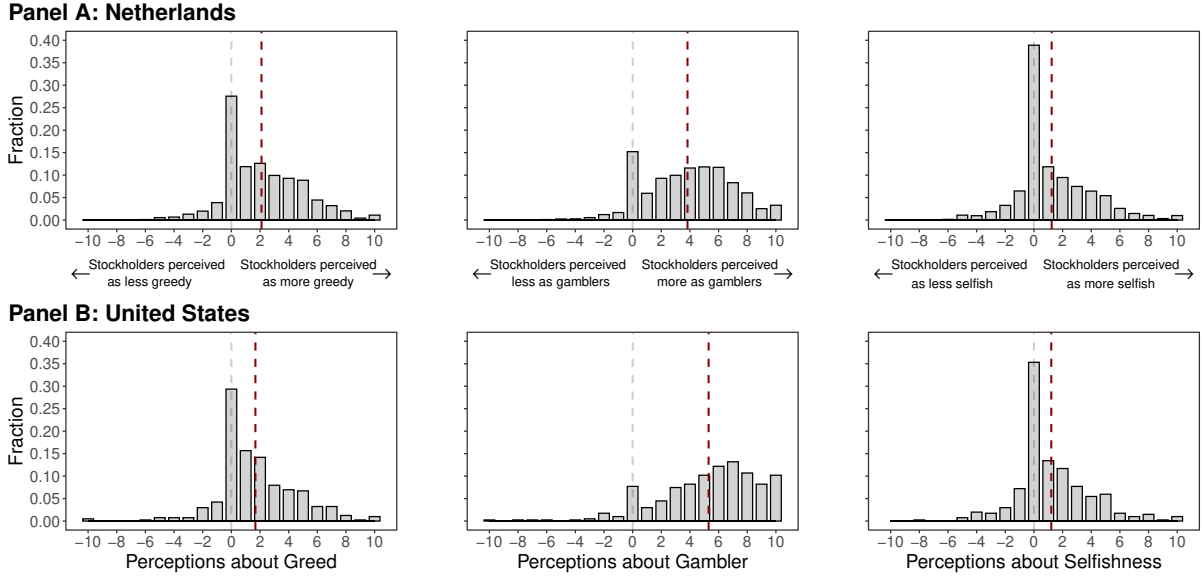 Panel A: Netherlands
Fraction
0.40
0.35
0.30
0.25
0.20
0.15
0.10
0.05
0.00
−10 −8 −6 −4 −2 0 2 4 6 8 10
−10 −8 −6 −4 −2 0 2 4 6 8 10
−10 −8 −6 −4 −2 0 2 4 6 8 10
← Stockholders perceived as less greedy
Stockholders perceived as more greedy →
← Stockholders perceived less as gamblers
Stockholders perceived more as gamblers →
← Stockholders perceived as less selfish
Stockholders perceived as more selfish →
Panel B: United States
Fraction
0.40
0.35
0.30
0.25
0.20
0.15
0.10
0.05
0.00
−10 −8 −6 −4 −2 0 2 4 6 8 10
−10 −8 −6 −4 −2 0 2 4 6 8 10
−10 −8 −6 −4 −2 0 2 4 6 8 10
Perceptions about Greed
Perceptions about Gambler
Perceptions about Selfishness